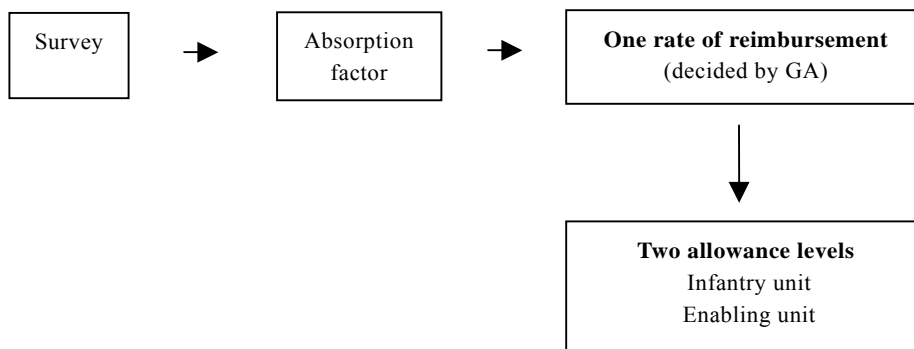 Survey
Absorption
factor
One rate of reimbursement
(decided by GA)
Two allowance levels
Infantry unit
Enabling unit